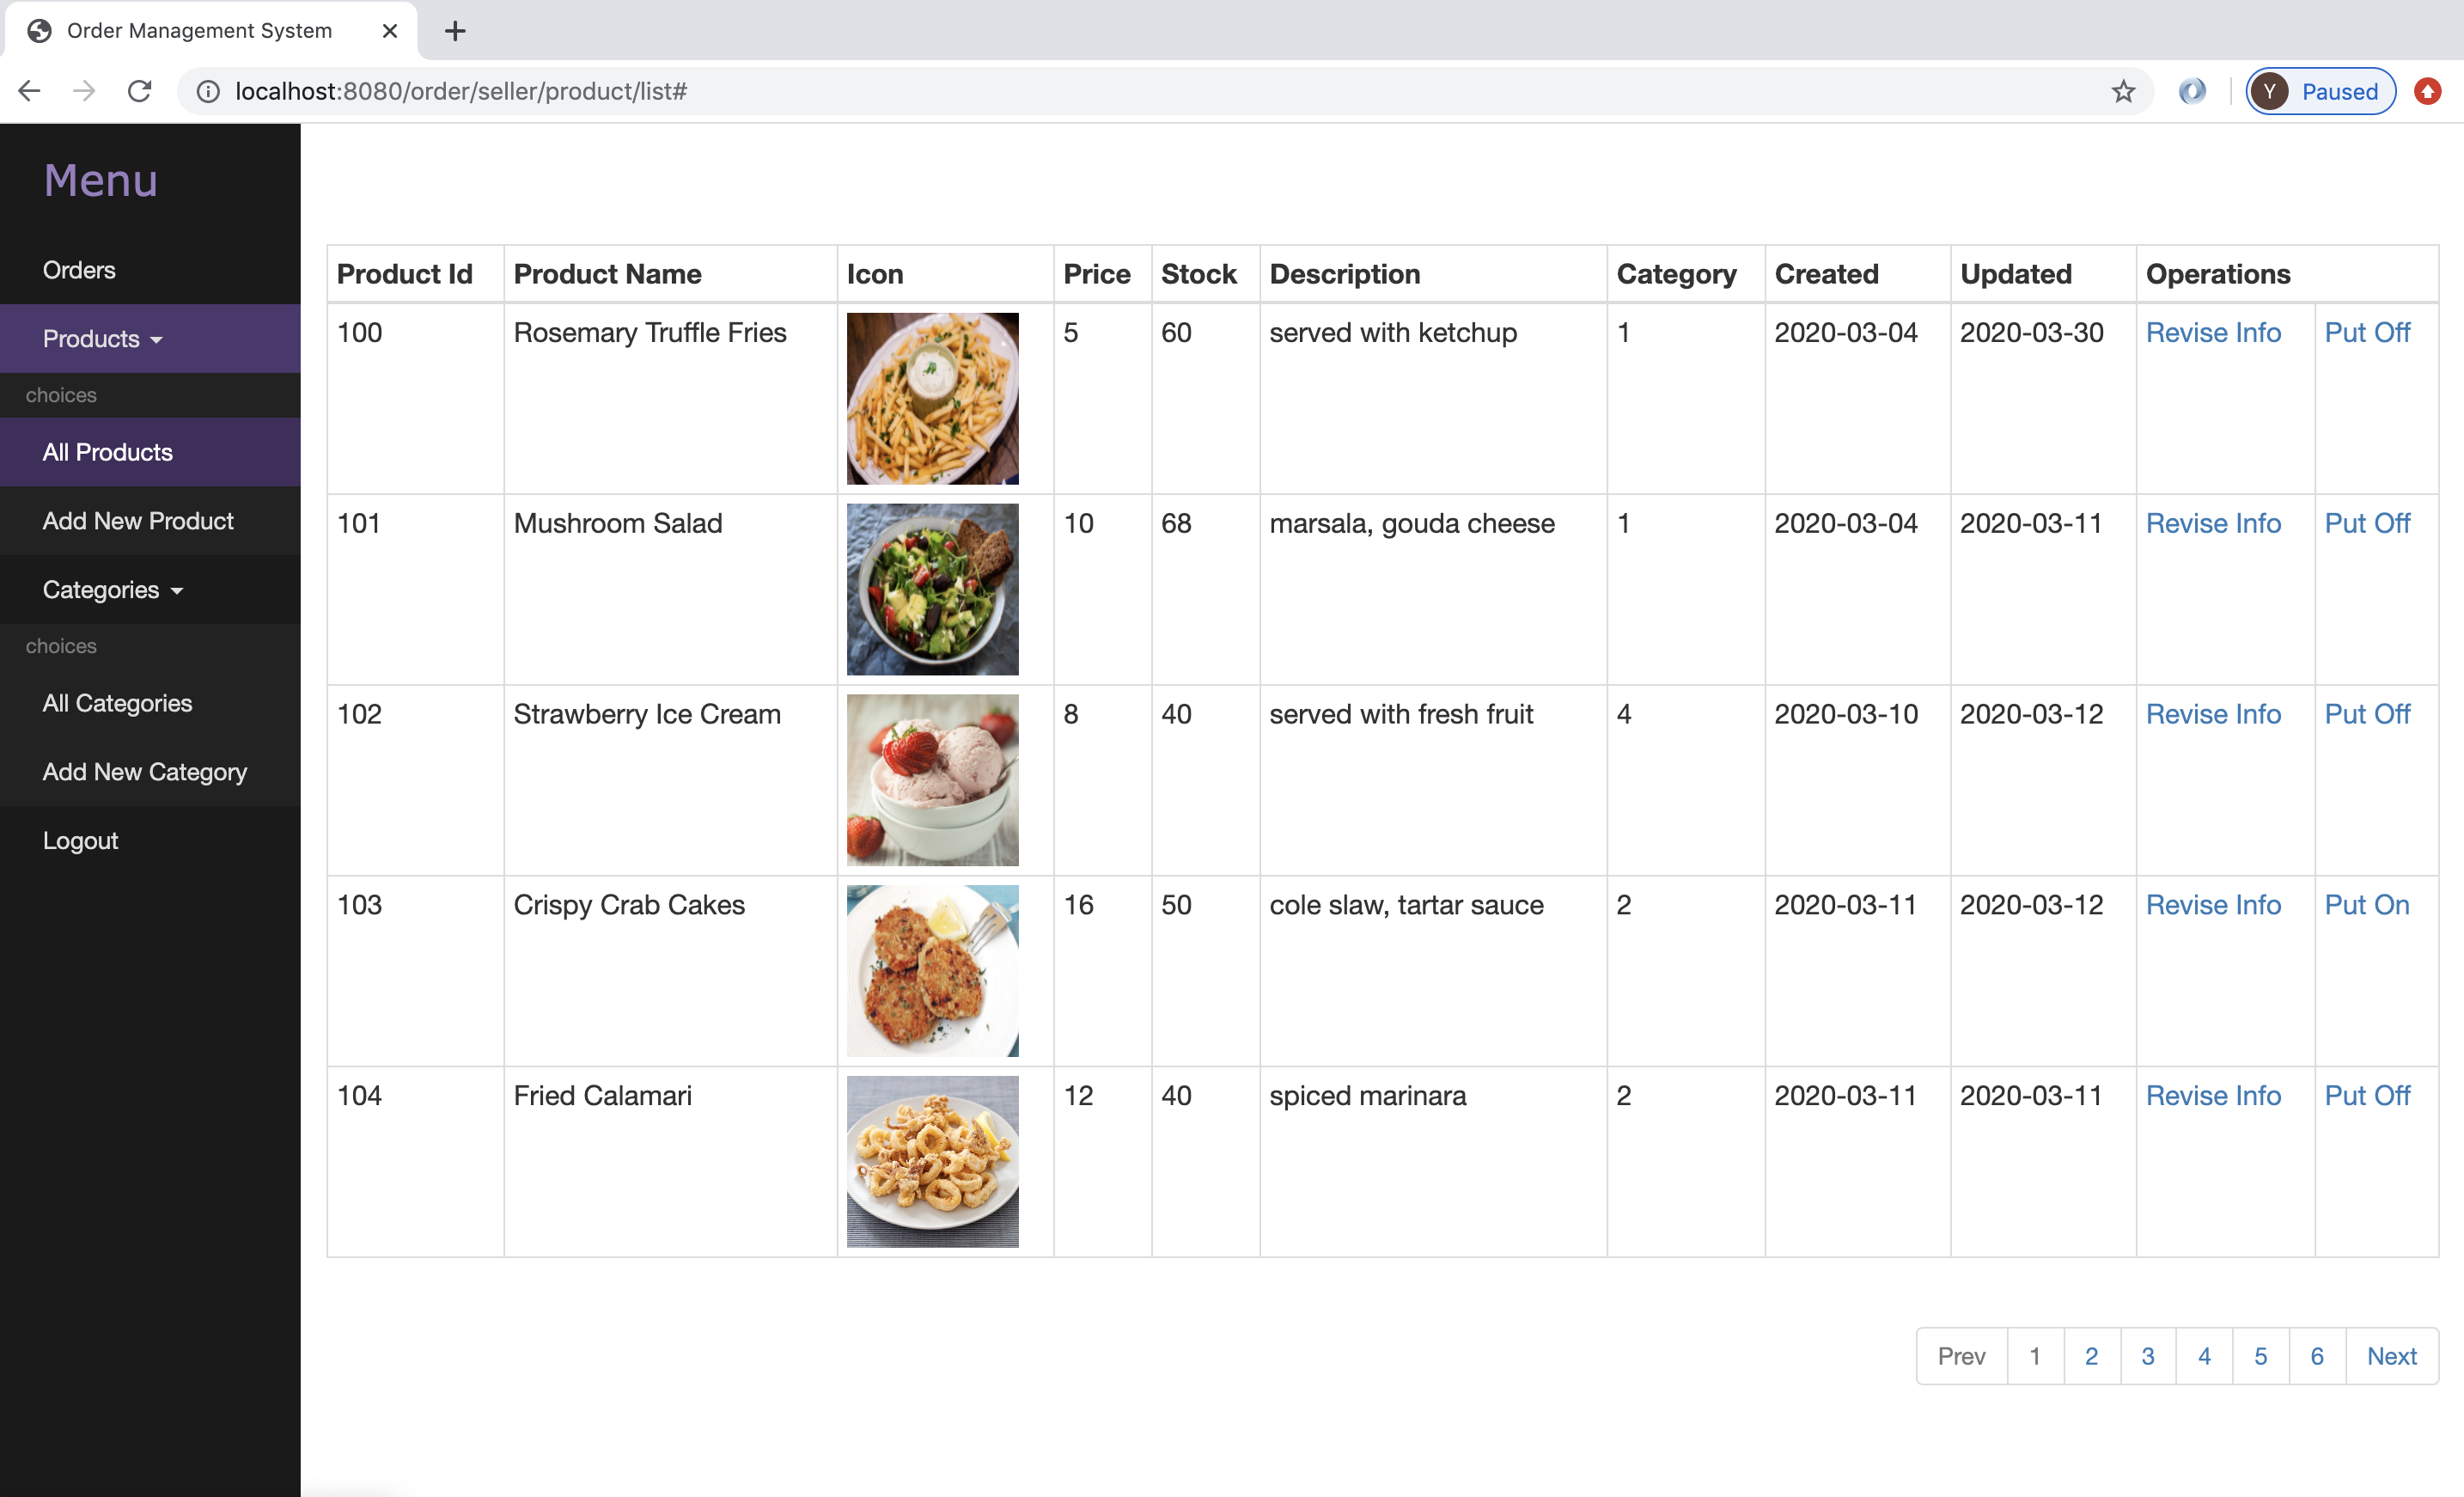 Order Management System
localhost:8080/order/seller/product/list#
Y Paused
Menu
Orders
Products
choices
All Products
Add New Product
Categories
choices
All Categories
Add New Category
Logout
Product Id Product Name Icon Price Stock Description Category Created Updated Operations
100 Rosemary Truffle Fries 5 60 served with ketchup 1 2020-03-04 2020-03-30 Revise Info Put Off
101 Mushroom Salad 10 68 marsala, gouda cheese 1 2020-03-04 2020-03-11 Revise Info Put Off
102 Strawberry Ice Cream 8 40 served with fresh fruit 4 2020-03-10 2020-03-12 Revise Info Put Off
103 Crispy Crab Cakes 16 50 cole slaw, tartar sauce 2 2020-03-11 2020-03-12 Revise Info Put On
104 Fried Calamari 12 40 spiced marinara 2 2020-03-11 2020-03-11 Revise Info Put Off
Prev 1 2 3 4 5 6 Next